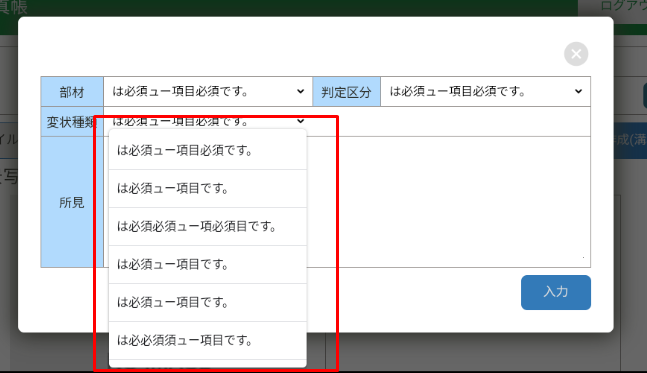 真帳
ログアウ
部材
は必須ュー項目必須です。
判定区分
は必須ュー項目必須です。
変状種類
は必須ュー項目必須です。
イル
成(溝
写
所見
は必須ュー項目必須です。
は必須ュー項目です。
は必須必須ュー項必須目です。
は必須ュー項目です。
は必須ュー項目です。
は必必須須ュー項目です。
入力